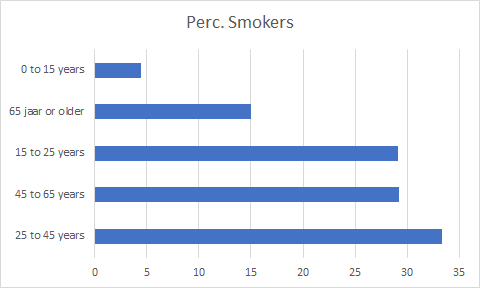 Perc. Smokers
0 to 15 years
65 jaar or older
15 to 25 years
45 to 65 years
25 to 45 years
0 5 10 15 20 25 30 35